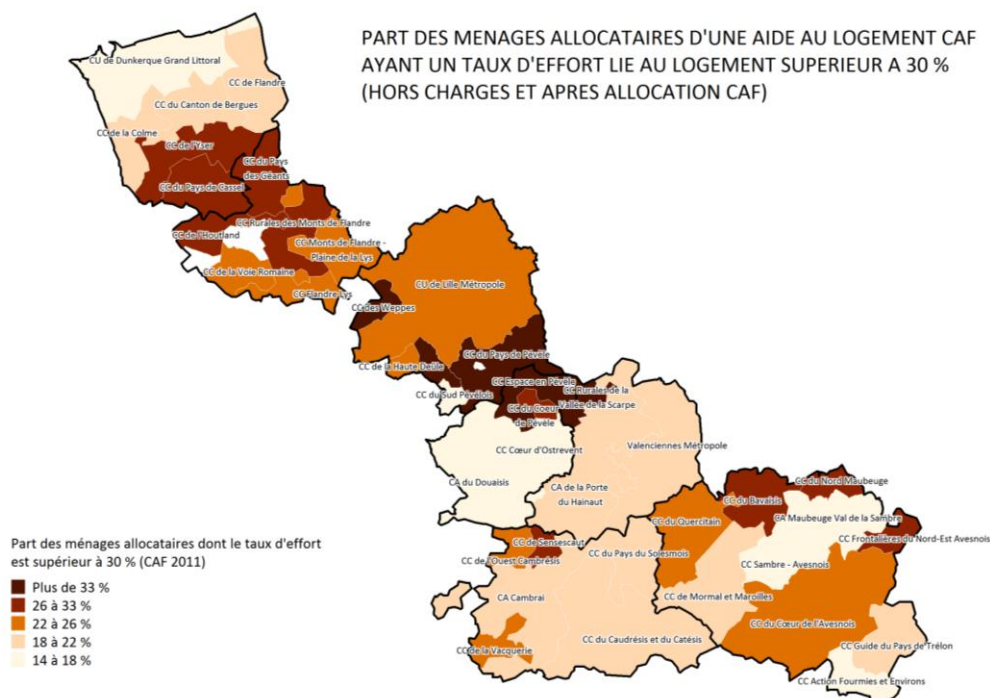 PART DES MENAGES ALLOCATAIRES D'UNE AIDE AU LOGEMENT CAF
AYANT UN TAUX D'EFFORT LIE AU LOGEMENT SUPERIEUR A 30 %
(HORS CHARGES ET APRES ALLOCATION CAF)
CU de Dunkerque Grand Littoral
CC de Flandre
CC du Canton de Bergues
CC de la Colme
CC de l'Yser
CC du Pays
des Géants
CC du Pays de Cassel
CC Rurales des Monts de Flandre
CC de l'Houtland
CC Monts de Flandre -
Plaine de la Lys
CC de la Voie Romaine
CC Flandre Lys
CU de Lille Métropole
CC des Weppes
CC du Pays de Pévèle
CC de la Haute Deûle
CC Espace en Pévèle
CC du Sud Pévélois
CC Rurales de la
Vallée de la Scarpe
CC du Coeur
de Pévèle
CC Cœur d'Ostrevent
Valenciennes Métropole
CA du Douaisis
CA de la Porte
du Hainaut
CC du Nord Maubeuge
CC du Bavaisis
CA Maubeuge Val de la Sambre
CC du Quercitain
CC Frontalières du Nord-Est Avesnois
CC de Sensescaut
CC de l'Ouest Cambrésis
CC du Pays du Solesmois
CC Sambre - Avesnois
CA Cambrai
CC de Mormal et Maroilles
CC du Cœur de l'Avesnois
CC du Caudrésis et du Catésis
CC de la Vacquerie
CC Guide du Pays de Trélon
CC Action Fourmies et Environs
Part des ménages allocataires dont le taux d'effort
est supérieur à 30 % (CAF 2011)
Plus de 33 %
26 à 33 %
22 à 26 %
18 à 22 %
14 à 18 %